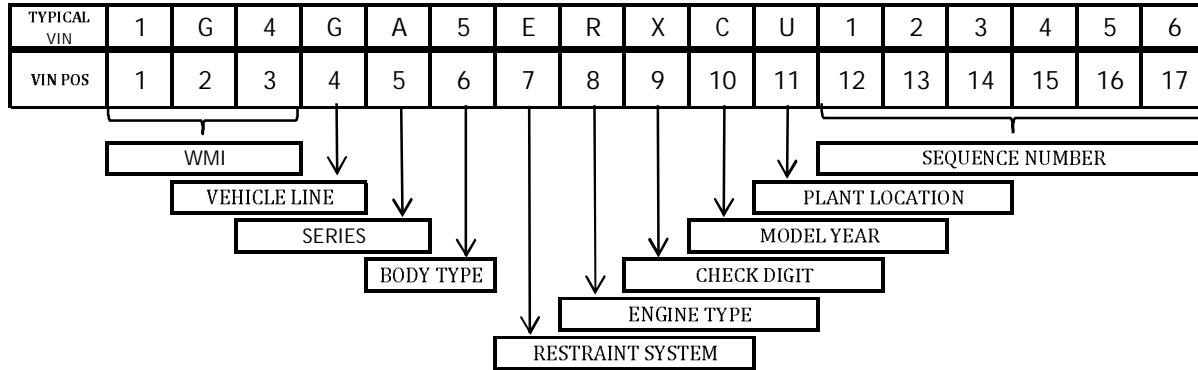 TYPICAL VIN 1 G 4 G A 5 E R X C U 1 2 3 4 5 6
VIN POS 1 2 3 4 5 6 7 8 9 10 11 12 13 14 15 16 17
WMI SEQUENCE NUMBER
VEHICLE LINE PLANT LOCATION
SERIES MODEL YEAR
BODY TYPE CHECK DIGIT
ENGINE TYPE
RESTRAINT SYSTEM